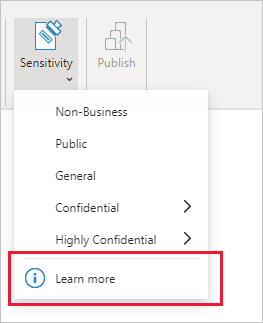 Sensitivity
Publish
Non-Business
Public
General
Confidential
Highly Confidential
Learn more